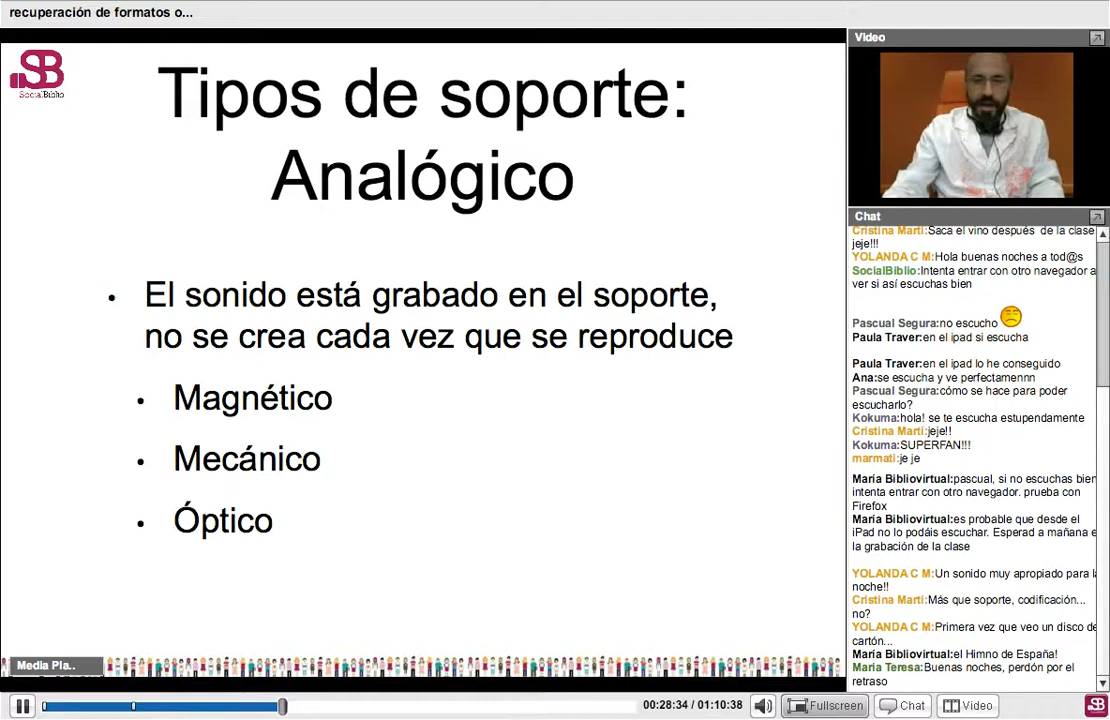 recuperación de formatos o...
SB
SocialBiblio
Tipos de soporte:
Analógico
• El sonido está grabado en el soporte,
no se crea cada vez que se reproduce
• Magnético
• Mecánico
• Óptico
Media Pla..
Video
Chat
Cristina Martí:Saca el vino después de la clase
jeje!!!
YOLANDA C M:Hola buenas noches a tod@s
SocialBiblio:Intenta entrar con otro navegador a
ver si así escuchas bien
Pascual Segura:no escucho
Paula Traver:en el ipad si escucha
Paula Traver:en el ipad lo he conseguido
Ana:se escucha y ve perfectamennn
Pascual Segura:cómo se hace para poder
escucharlo?
Kokuma:hola! se te escucha estupendamente
Cristina Martí:jeje!!
Kokuma:SUPERFAN!!!
marmati:je je
María Bibliovirtual:pascual, si no escuchas bien
intenta entrar con otro navegador. prueba con
Firefox
María Bibliovirtual:es probable que desde el
iPad no lo podáis escuchar. Esperad a mañana e
la grabación de la clase
YOLANDA C M:Un sonido muy apropiado para l
noche!!
Cristina Martí:Más que soporte, codificación...
no?
YOLANDA C M:Primera vez que veo un disco de
cartón...
María Bibliovirtual:el Himno de España!
Maria Teresa:Buenas noches, perdón por el
retraso
00:28:34 / 01:10:38
Fullscreen
Chat
Video
SB